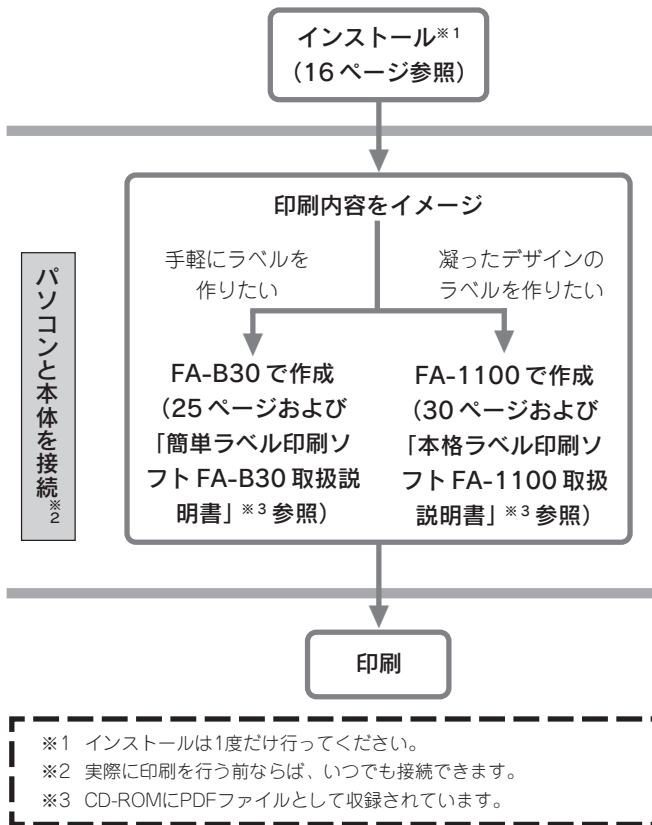 インストール※1
（16 ページ参照）
印刷内容をイメージ
手軽にラベルを
作りたい
凝ったデザインの
ラベルを作りたい
パソコンと本体を接続※2
FA-B30 で作成
（25 ページおよび
「簡単ラベル印刷ソ
フト FA-B30 取扱説
明書」※3 参照）
FA-1100 で作成
（30 ページおよび
「本格ラベル印刷ソ
フト FA-1100 取扱
説明書」※3 参照）
印刷
※1 インストールは1度だけ行ってください。
※2 実際に印刷を行う前ならば、いつでも接続できます。
※3 CD-ROMにPDFファイルとして収録されています。